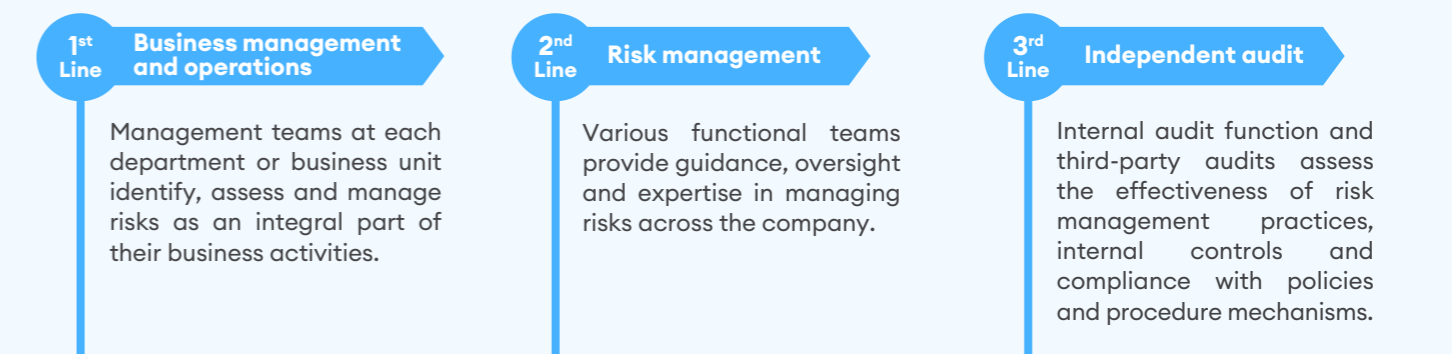 1st
Line
Business management
and operations
Management teams at each
department or business unit
identify, assess and manage
risks as an integral part of
their business activities.
2nd
Line
Risk management
Various functional teams
provide guidance, oversight
and expertise in managing
risks across the company.
3rd
Line
Independent audit
Internal audit function and
third-party audits assess
the effectiveness of risk
management practices,
internal controls and
compliance with policies
and procedure mechanisms.